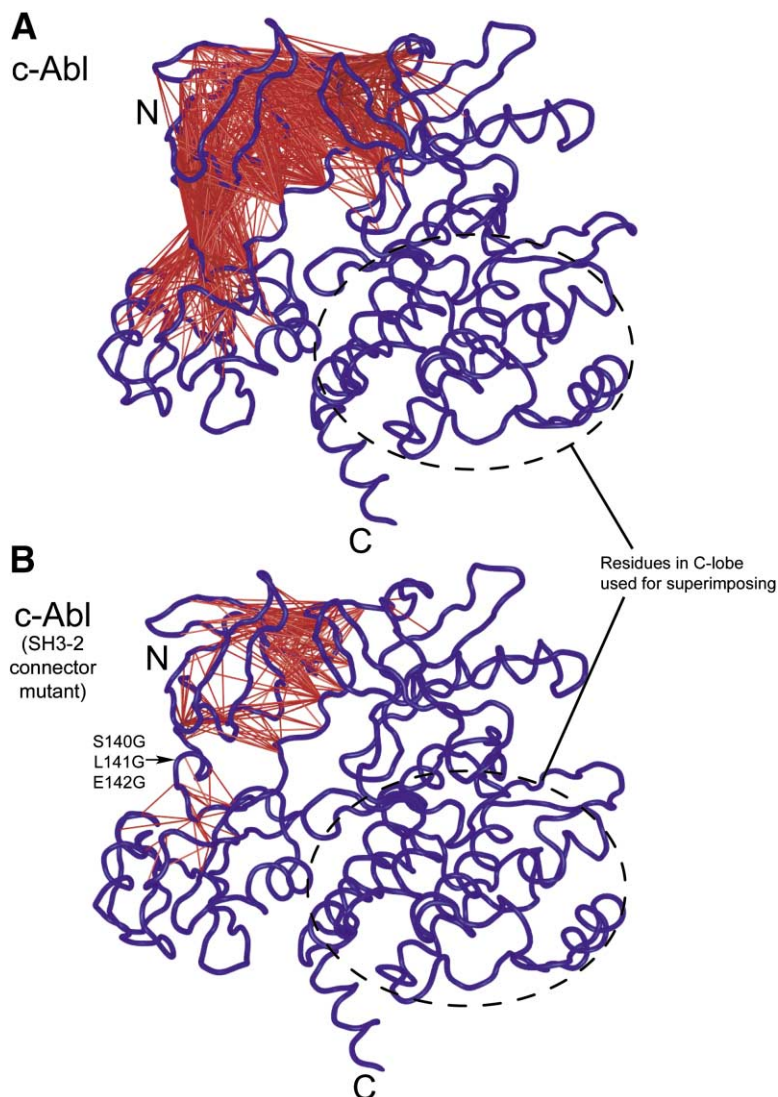 A
c-Abl
N
C
Residues in C-lobe
used for superimposing
B
c-Abl
(SH3-2
connector
mutant)
N
S140G
L141G
E142G
C